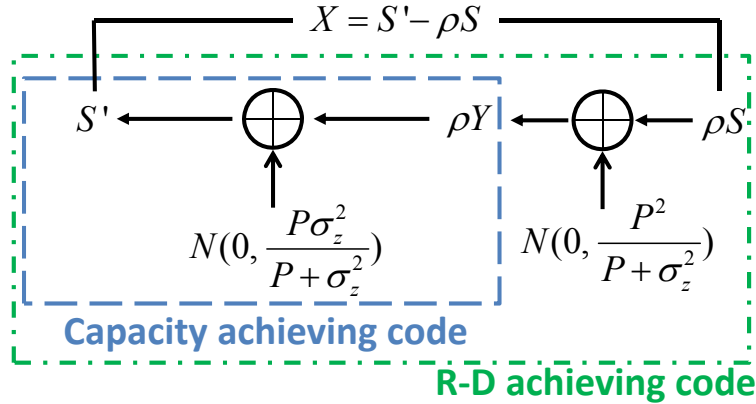 X = S' − ρS
S' ρY ρS
N(0, Pσ_z^2 / (P + σ_z^2)) N(0, P^2 / (P + σ_z^2))
Capacity achieving code
R-D achieving code